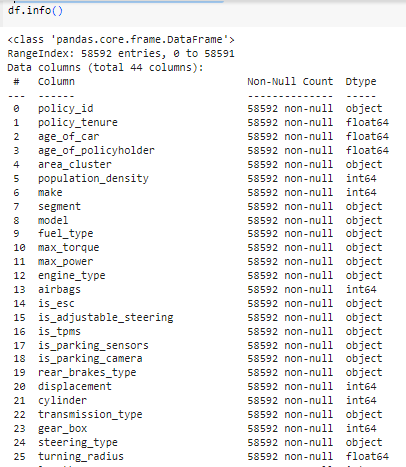 df.info()
<class 'pandas.core.frame.DataFrame'>
RangeIndex: 58592 entries, 0 to 58591
Data columns (total 44 columns):
 #   Column                            Non-Null Count  Dtype
---  ------                            --------------  -----
 0   policy_id                         58592 non-null  object
 1   policy_tenure                     58592 non-null  float64
 2   age_of_car                        58592 non-null  float64
 3   age_of_policyholder               58592 non-null  float64
 4   area_cluster                      58592 non-null  object
 5   population_density                58592 non-null  int64
 6   make                              58592 non-null  int64
 7   segment                           58592 non-null  object
 8   model                             58592 non-null  object
 9   fuel_type                         58592 non-null  object
 10  max_torque                        58592 non-null  object
 11  max_power                         58592 non-null  object
 12  engine_type                       58592 non-null  object
 13  airbags                           58592 non-null  int64
 14  is_esc                            58592 non-null  object
 15  is_adjustable_steering            58592 non-null  object
 16  is_tpms                           58592 non-null  object
 17  is_parking_sensors                58592 non-null  object
 18  is_parking_camera                 58592 non-null  object
 19  rear_brakes_type                  58592 non-null  object
 20  displacement                      58592 non-null  int64
 21  cylinder                          58592 non-null  int64
 22  transmission_type                 58592 non-null  object
 23  gear_box                          58592 non-null  int64
 24  steering_type                     58592 non-null  object
 25  turning_radius                    58592 non-null  float64